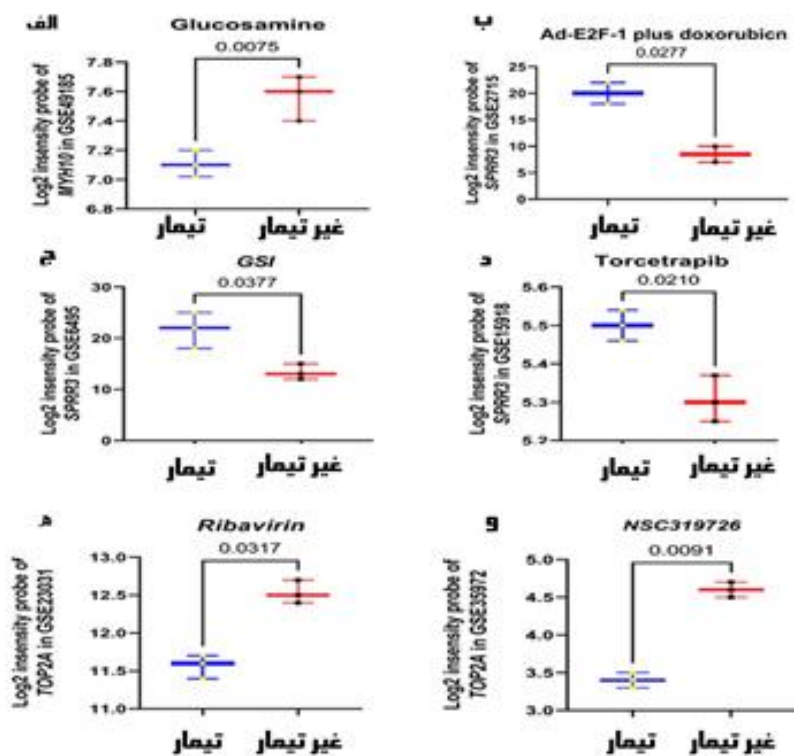 الف
Glucosamine
0.0075
Log2 insensity probe of
MYH10 in GSE49185
7.8
7.6
7.4
7.2
7.0
6.8
تیمار
غیر تیمار
ب
Ad-E2F-1 plus doxorubicn
0.0277
Log2 insensity probe of
SPRR3 in GSE2715
25
20
15
10
5
0
تیمار
غیر تیمار
ج
GSI
0.0377
Log2 insensity probe of
SPRR3 in GSE6495
30
20
10
0
تیمار
غیر تیمار
د
Torcetrapib
0.0210
Log2 insensity probe of
SPRR3 in GSE15918
5.6
5.5
5.4
5.3
5.2
تیمار
غیر تیمار
Ribavirin
0.0317
Log2 insensity probe of
TOP2A in GSE23031
13.0
12.5
12.0
11.5
11.0
تیمار
غیر تیمار
و
NSC319726
0.0091
Log2 insensity probe of
TOP2A in GSE35972
5.0
4.5
4.0
3.5
3.0
تیمار
غیر تیمار